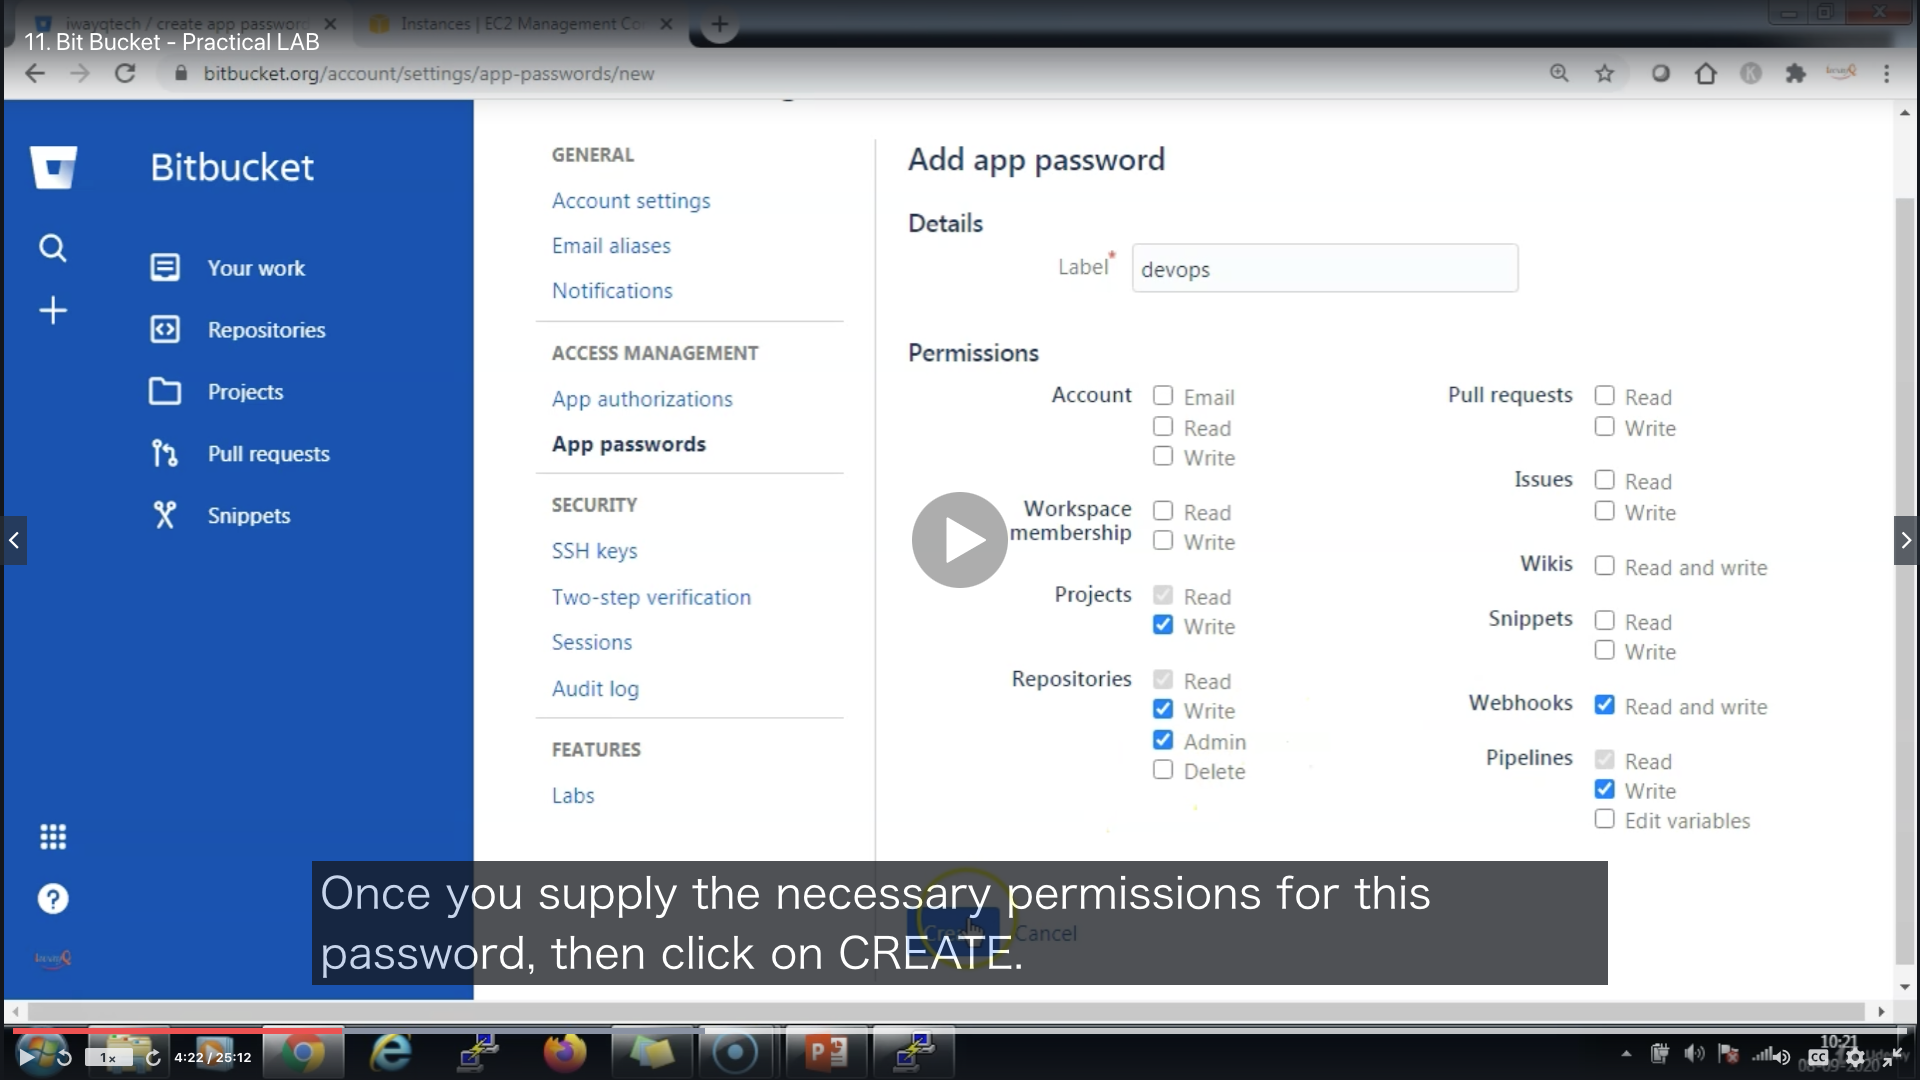 iwayqtech / create app password
Instances | EC2 Management Co
11. Bit Bucket - Practical LAB
bitbucket.org/account/settings/app-passwords/new
K
Bitbucket
Your work
Repositories
Projects
Pull requests
Snippets
GENERAL
Account settings
Email aliases
Notifications
ACCESS MANAGEMENT
App authorizations
App passwords
SECURITY
SSH keys
Two-step verification
Sessions
Audit log
FEATURES
Labs
Add app password
Details
Label*
devops
Permissions
Account
Email
Read
Write
Workspace
membership
Read
Write
Projects
Read
Write
Repositories
Read
Write
Admin
Delete
Pull requests
Read
Write
Issues
Read
Write
Wikis
Read and write
Snippets
Read
Write
Webhooks
Read and write
Pipelines
Read
Write
Edit variables
Cancel
Once you supply the necessary permissions for this
password, then click on CREATE.
1×
4:22 / 25:12
10:21
CC